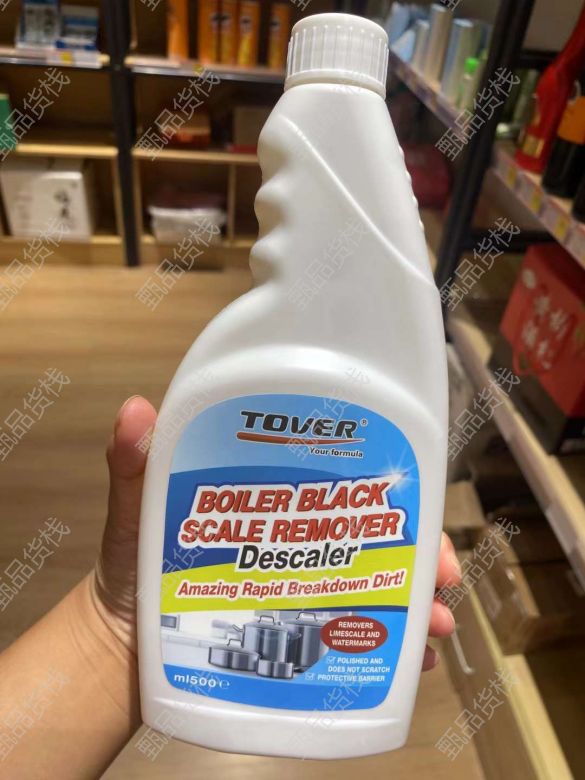 TOVER®
Your formula
BOILER BLACK
SCALE REMOVER
Descaler
Amazing Rapid Breakdown Dirt!
REMOVERS
LIMESCALE AND
WATERMARKS
POLISHED AND
DOES NOT SCRATCH
PROTECTIVE BARRIER
ml500 ℮
甄品货栈